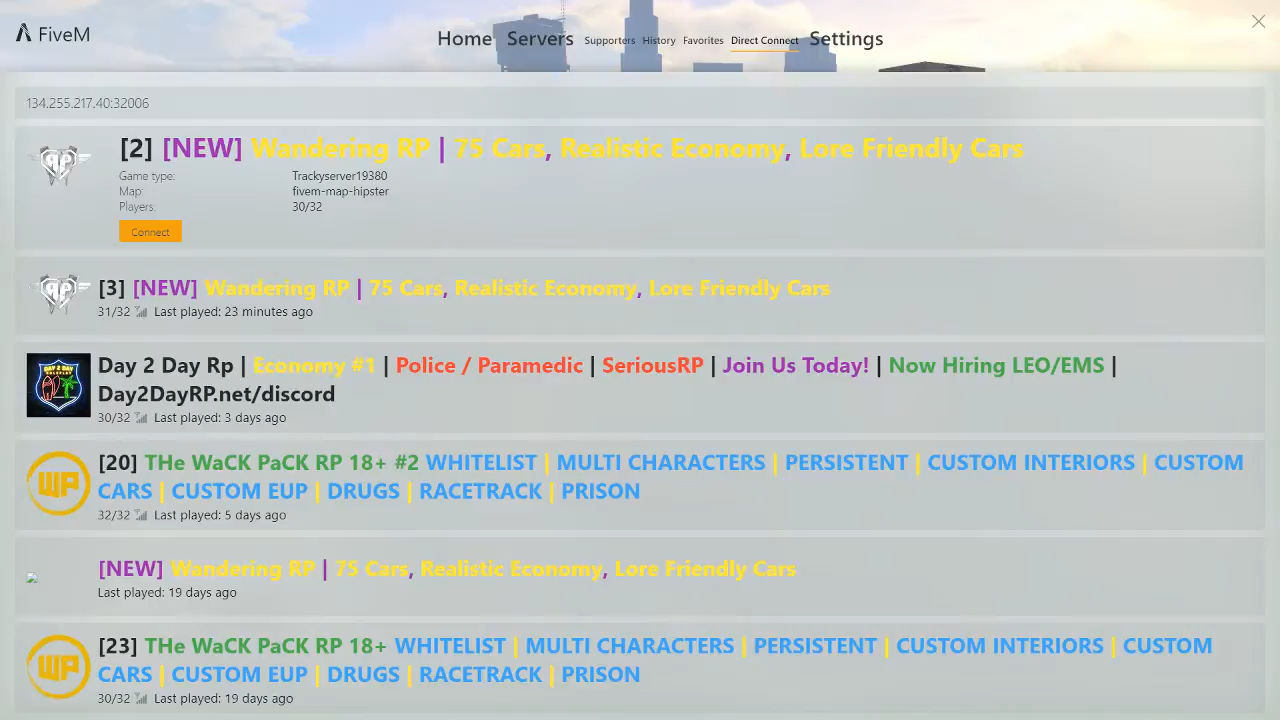 FiveM
Home Servers Supporters History Favorites Direct Connect Settings
134.255.217.40:32006
RP
[2] [NEW] Wandering RP | 75 Cars, Realistic Economy, Lore Friendly Cars
Game type: Trackyserver19380
Map: fivem-map-hipster
Players: 30/32
Connect
RP
[3] [NEW] Wandering RP | 75 Cars, Realistic Economy, Lore Friendly Cars
31/32 Last played: 23 minutes ago
DAY 2 DAY
Day 2 Day Rp | Economy #1 | Police / Paramedic | SeriousRP | Join Us Today! | Now Hiring LEO/EMS |
Day2DayRP.net/discord
30/32 Last played: 3 days ago
WP
[20] THe WaCK PaCK RP 18+ #2 WHITELIST | MULTI CHARACTERS | PERSISTENT | CUSTOM INTERIORS | CUSTOM
CARS | CUSTOM EUP | DRUGS | RACETRACK | PRISON
32/32 Last played: 5 days ago
[NEW] Wandering RP | 75 Cars, Realistic Economy, Lore Friendly Cars
Last played: 19 days ago
WP
[23] THe WaCK PaCK RP 18+ WHITELIST | MULTI CHARACTERS | PERSISTENT | CUSTOM INTERIORS | CUSTOM
CARS | CUSTOM EUP | DRUGS | RACETRACK | PRISON
30/32 Last played: 19 days ago